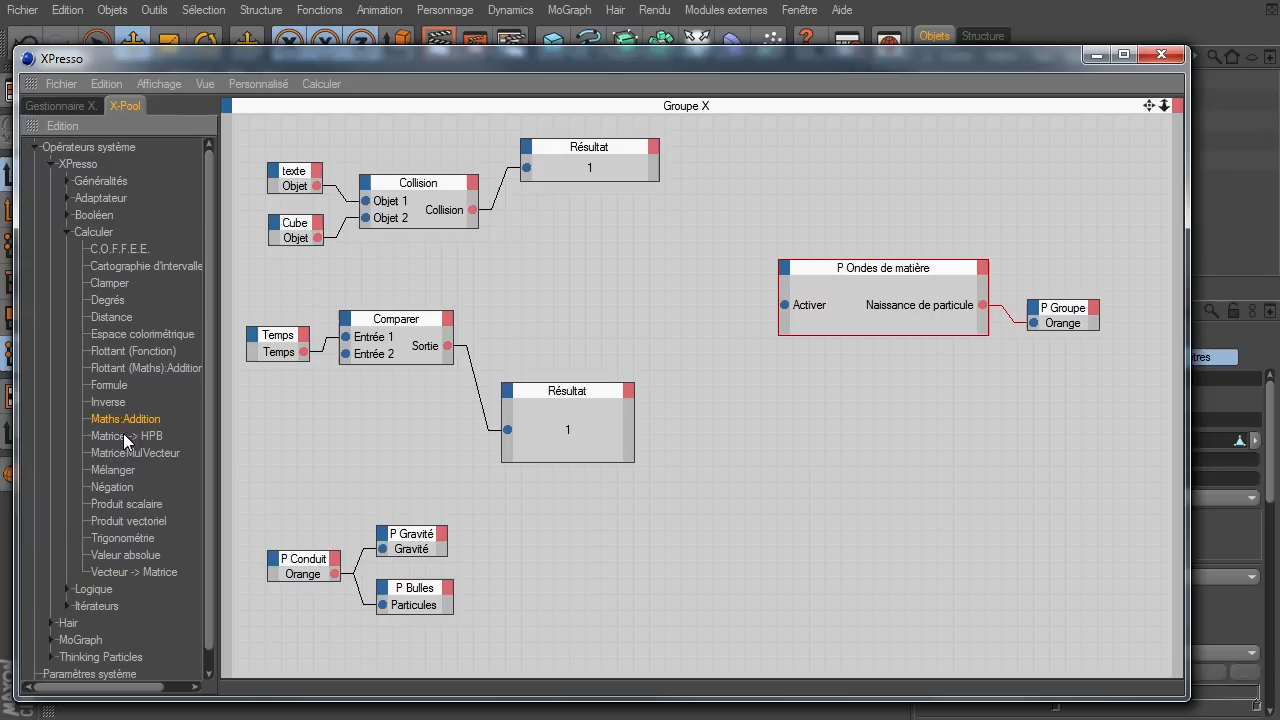 Fichier Edition Objets Outils Sélection Structure Fonctions Animation Personnage Dynamics MoGraph Hair Rendu Modules externes Fenêtre Aide
Objets Structure
XPresso
Fichier Edition Affichage Vue Personnalisé Calculer
Gestionnaire X. X-Pool
Groupe X
Edition
Opérateurs système
XPresso
Généralités
Adaptateur
Booléen
Calculer
C.O.F.F.E.E.
Cartographie d'intervalle
Clamper
Degrés
Distance
Espace colorimétrique
Flottant (Fonction)
Flottant (Maths):Addition
Formule
Inverse
Maths:Addition
Matrice -> HPB
MatriceMulVecteur
Mélanger
Négation
Produit scalaire
Produit vectoriel
Trigonométrie
Valeur absolue
Vecteur -> Matrice
Logique
Itérateurs
Hair
MoGraph
Thinking Particles
Paramètres système
texte
Objet
Cube
Objet
Collision
Objet 1
Objet 2
Collision
Résultat
1
Temps
Temps
Comparer
Entrée 1
Entrée 2
Sortie
Résultat
1
P Ondes de matière
Activer Naissance de particule
P Groupe
Orange
P Conduit
Orange
P Gravité
Gravité
P Bulles
Particules